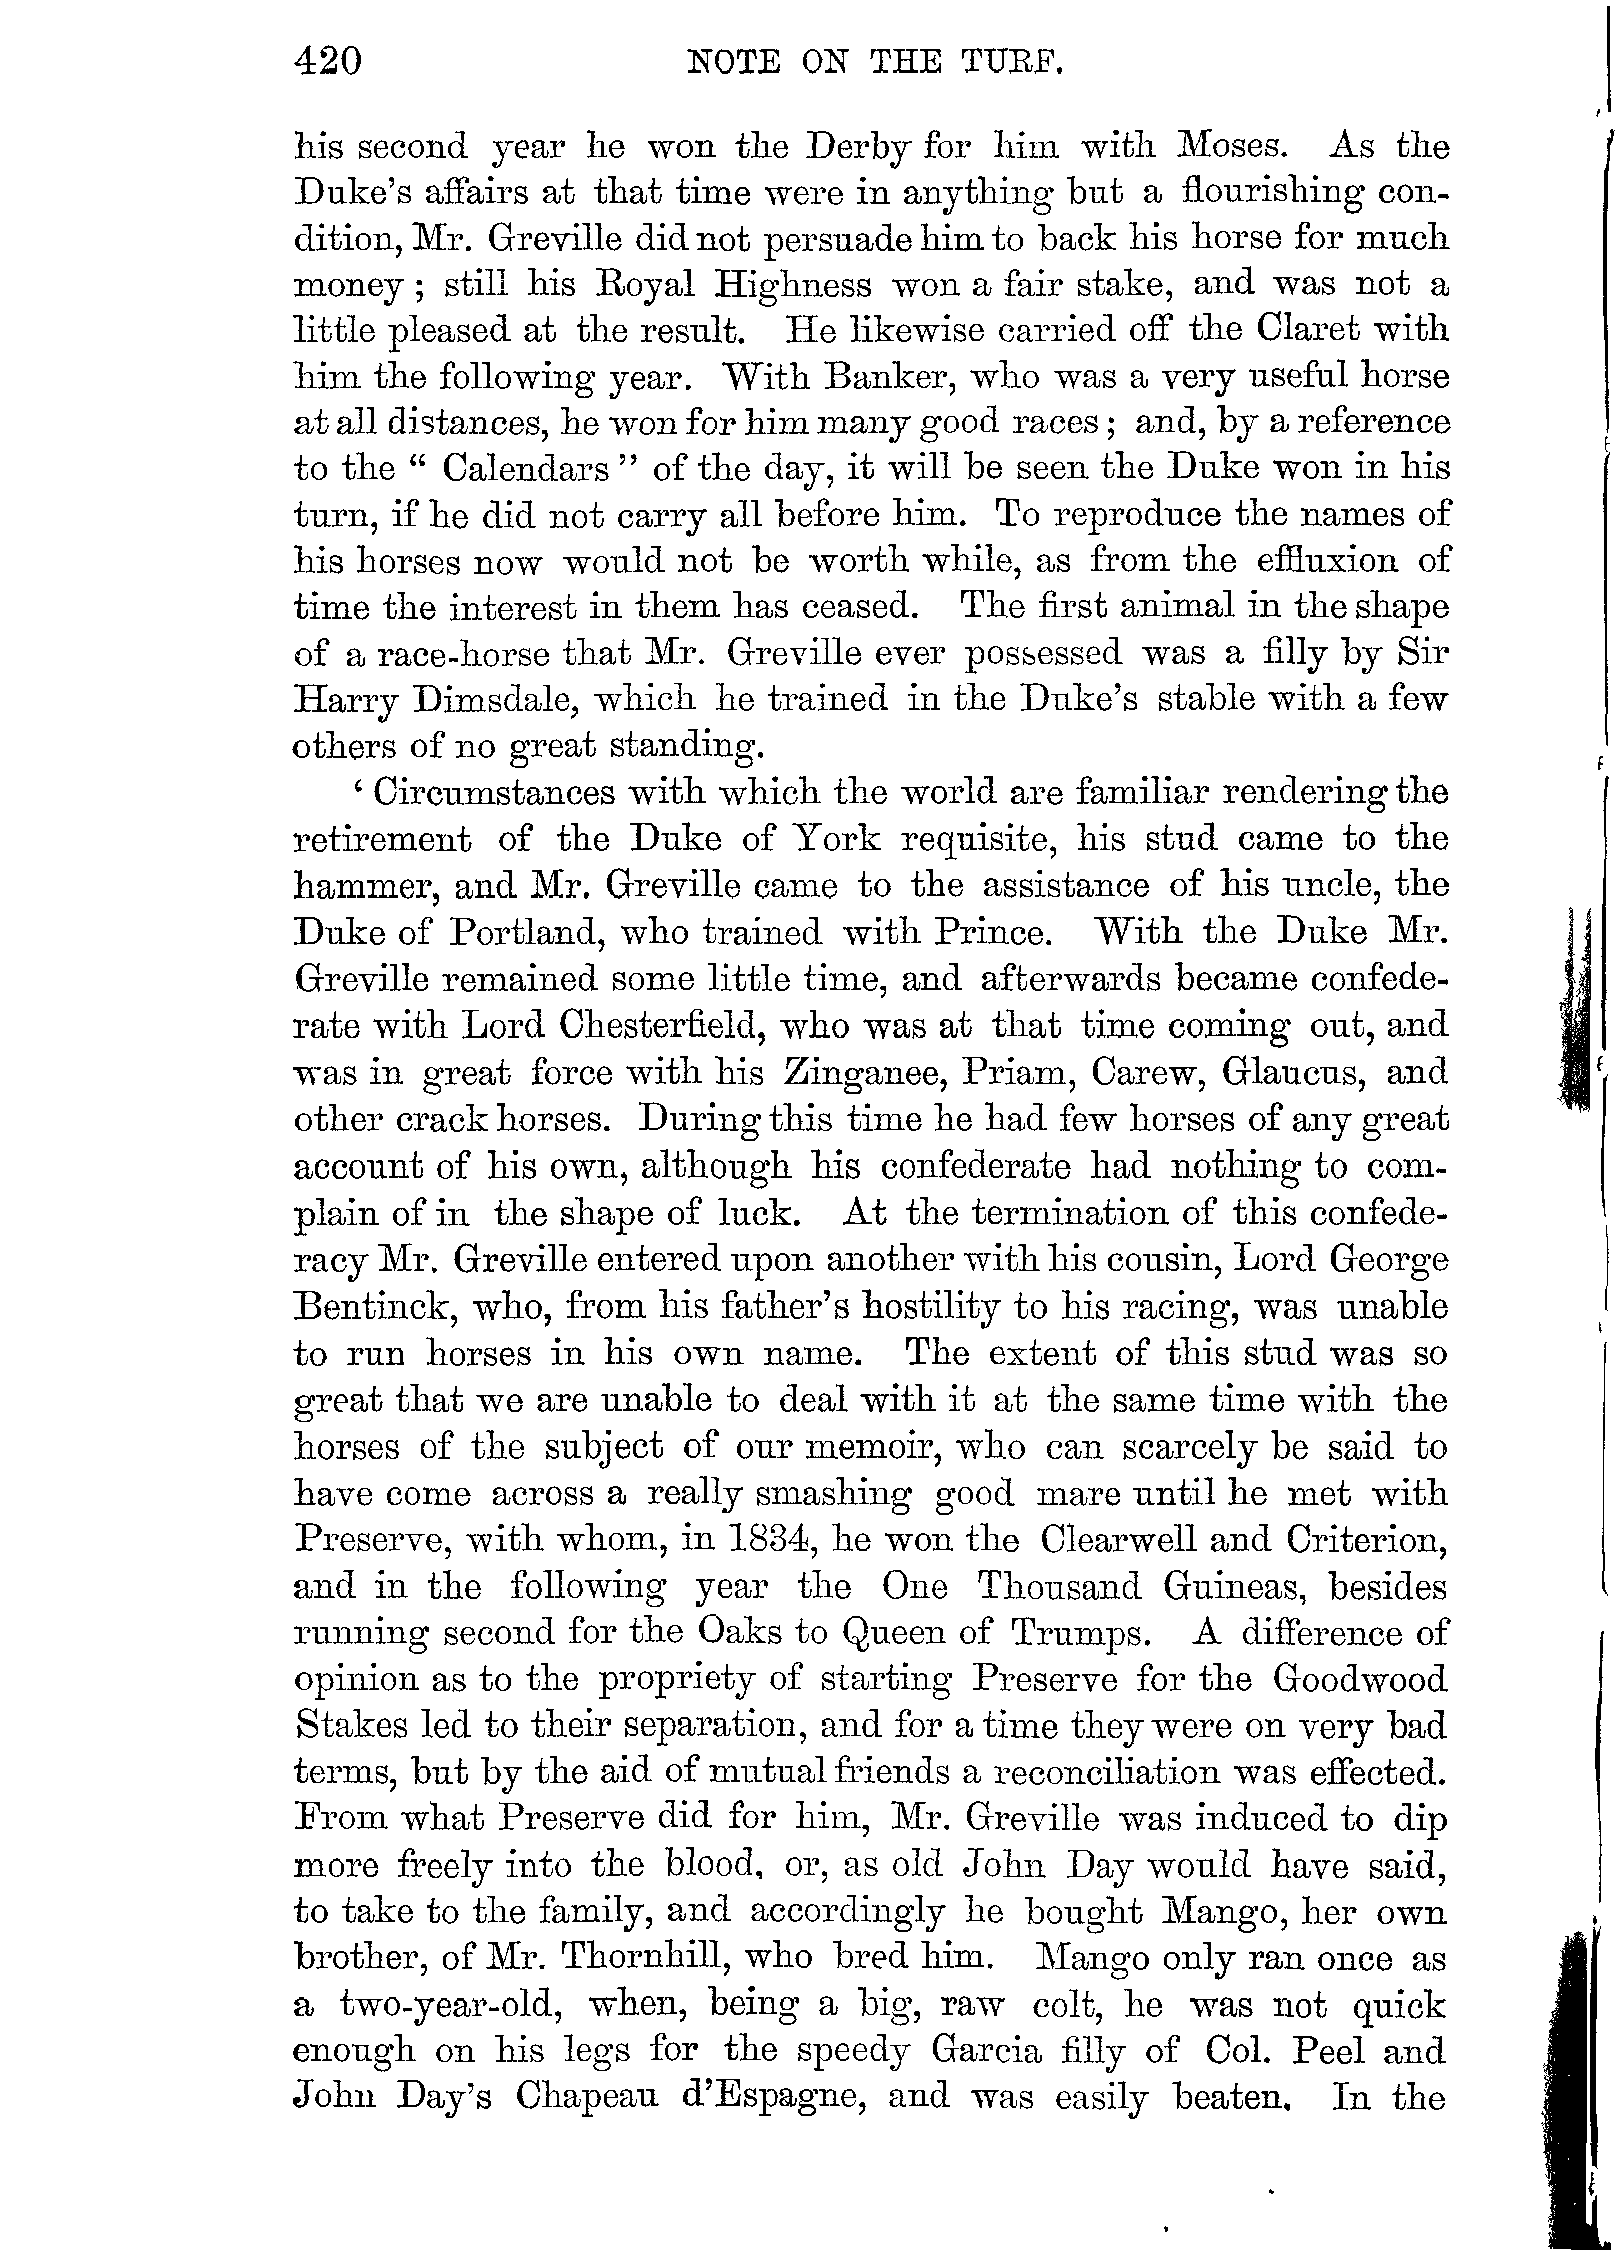 420 NOTE ON THE TURF.
his second year he won the Derby for him with Moses. As the
Duke's affairs at that time were in anything but a flourishing con-
dition, Mr. Greville did not persuade him to back his horse for much
money ; still his Royal Highness won a fair stake, and was not a
little pleased at the result. He likewise carried off the Claret with
him the following year. With Banker, who was a very useful horse
at all distances, he won for him many good races ; and, by a reference
to the “ Calendars ” of the day, it will be seen the Duke won in his
turn, if he did not carry all before him. To reproduce the names of
his horses now would not be worth while, as from the effluxion of
time the interest in them has ceased. The first animal in the shape
of a race-horse that Mr. Greville ever possessed was a filly by Sir
Harry Dimsdale, which he trained in the Duke's stable with a few
others of no great standing.
‘ Circumstances with which the world are familiar rendering the
retirement of the Duke of York requisite, his stud came to the
hammer, and Mr. Greville came to the assistance of his uncle, the
Duke of Portland, who trained with Prince. With the Duke Mr.
Greville remained some little time, and afterwards became confede-
rate with Lord Chesterfield, who was at that time coming out, and
was in great force with his Zinganee, Priam, Carew, Glaucus, and
other crack horses. During this time he had few horses of any great
account of his own, although his confederate had nothing to com-
plain of in the shape of luck. At the termination of this confede-
racy Mr. Greville entered upon another with his cousin, Lord George
Bentinck, who, from his father's hostility to his racing, was unable
to run horses in his own name. The extent of this stud was so
great that we are unable to deal with it at the same time with the
horses of the subject of our memoir, who can scarcely be said to
have come across a really smashing good mare until he met with
Preserve, with whom, in 1834, he won the Clearwell and Criterion,
and in the following year the One Thousand Guineas, besides
running second for the Oaks to Queen of Trumps. A difference of
opinion as to the propriety of starting Preserve for the Goodwood
Stakes led to their separation, and for a time they were on very bad
terms, but by the aid of mutual friends a reconciliation was effected.
From what Preserve did for him, Mr. Greville was induced to dip
more freely into the blood, or, as old John Day would have said,
to take to the family, and accordingly he bought Mango, her own
brother, of Mr. Thornhill, who bred him. Mango only ran once as
a two-year-old, when, being a big, raw colt, he was not quick
enough on his legs for the speedy Garcia filly of Col. Peel and
John Day's Chapeau d'Espagne, and was easily beaten. In the